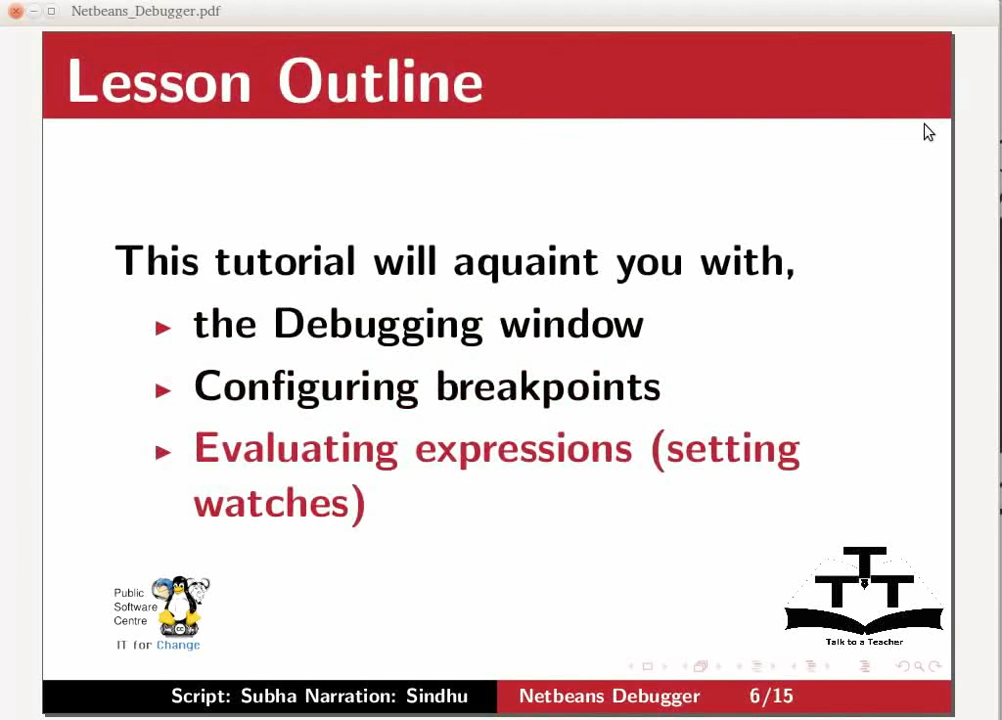 Netbeans_Debugger.pdf
Lesson Outline
This tutorial will aquaint you with,
the Debugging window
Configuring breakpoints
Evaluating expressions (setting
watches)
Public
Software
Centre
IT for Change
T T T
Talk to a Teacher
Script: Subha Narration: Sindhu Netbeans Debugger 6/15